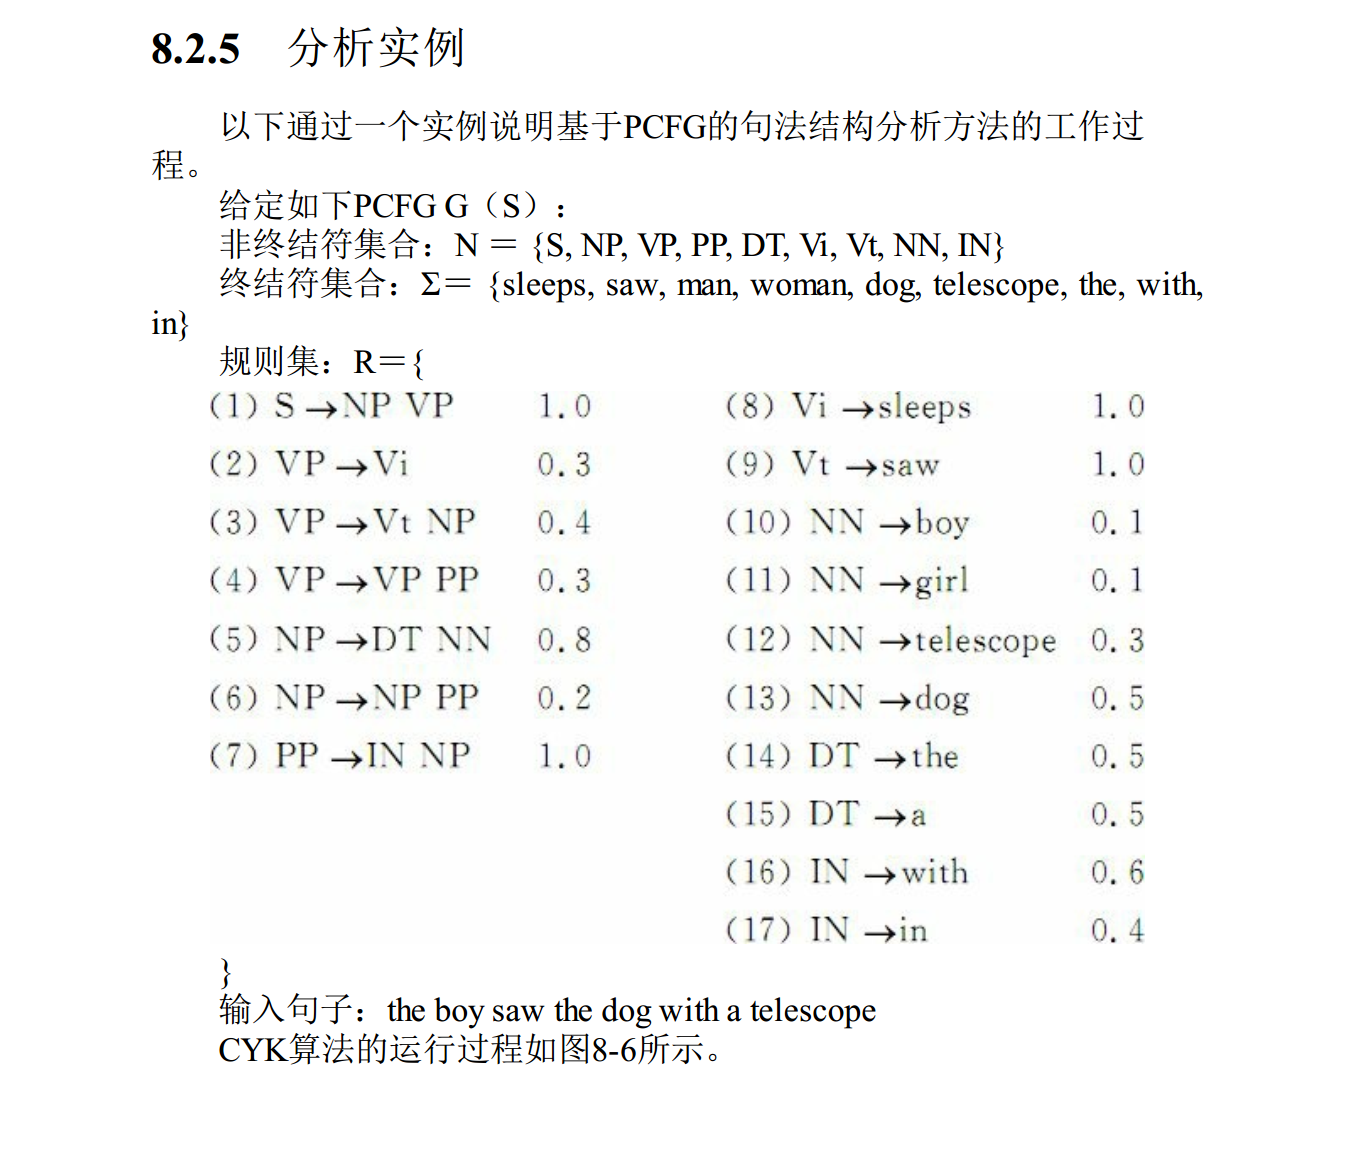 8.2.5 分析实例
以下通过一个实例说明基于PCFG的句法结构分析方法的工作过
程。
给定如下PCFG G（S）：
非终结符集合：N＝ {S, NP, VP, PP, DT, Vi, Vt, NN, IN}
终结符集合：Σ＝ {sleeps, saw, man, woman, dog, telescope, the, with,
in}
规则集：R＝{
(1) S →NP VP 1.0 (8) Vi →sleeps 1.0
(2) VP →Vi 0.3 (9) Vt →saw 1.0
(3) VP →Vt NP 0.4 (10) NN →boy 0.1
(4) VP →VP PP 0.3 (11) NN →girl 0.1
(5) NP →DT NN 0.8 (12) NN →telescope 0.3
(6) NP →NP PP 0.2 (13) NN →dog 0.5
(7) PP →IN NP 1.0 (14) DT →the 0.5
(15) DT →a 0.5
(16) IN →with 0.6
(17) IN →in 0.4
}
输入句子：the boy saw the dog with a telescope
CYK算法的运行过程如图8-6所示。